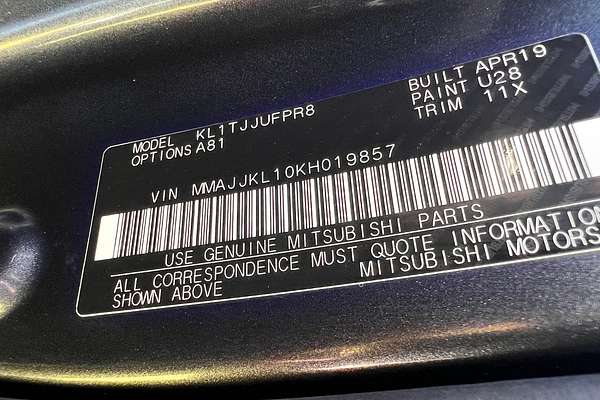 MODEL KL1TJJUFPR8 BUILT APR19
OPTIONS A81 PAINT U28
TRIM 11X
VIN MMAJJKL10KH019857
USE GENUINE MITSUBISHI PARTS
ALL CORRESPONDENCE MUST QUOTE INFORMATION
SHOWN ABOVE MITSUBISHI MOTORS